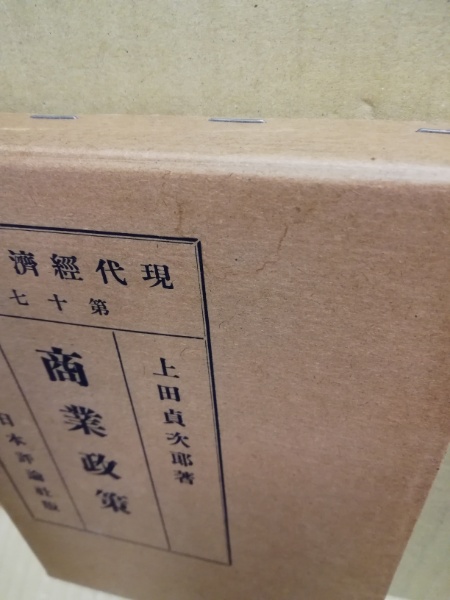 現代經濟
第十七
上田貞次郎著
商業政策
日本評論社版